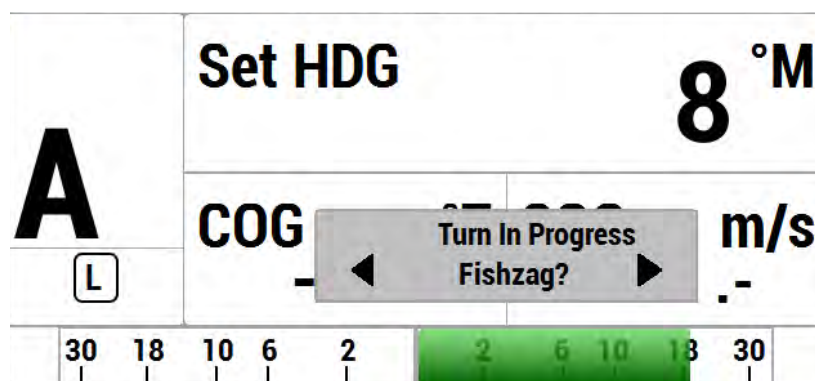 Set HDG
8 °M
A
COG
m/s
Turn In Progress
Fishzag?
L
- .-
30 18 10 6 2 2 6 10 18 30